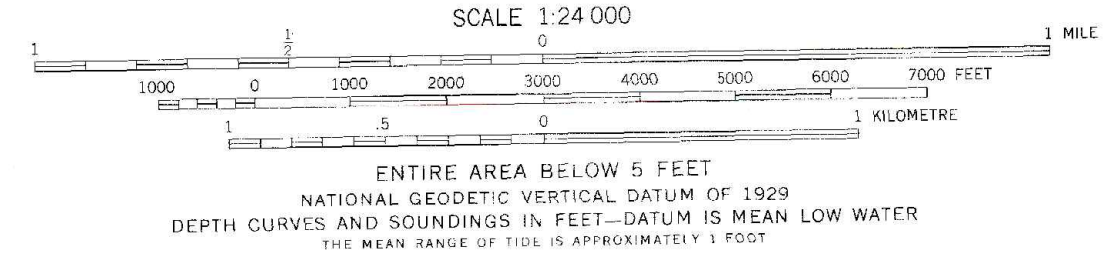 SCALE 1:24 000
1 1/2 0 1 MILE
1000 0 1000 2000 3000 4000 5000 6000 7000 FEET
1 .5 0 1 KILOMETRE
ENTIRE AREA BELOW 5 FEET
NATIONAL GEODETIC VERTICAL DATUM OF 1929
DEPTH CURVES AND SOUNDINGS IN FEET—DATUM IS MEAN LOW WATER
THE MEAN RANGE OF TIDE IS APPROXIMATELY 1 FOOT